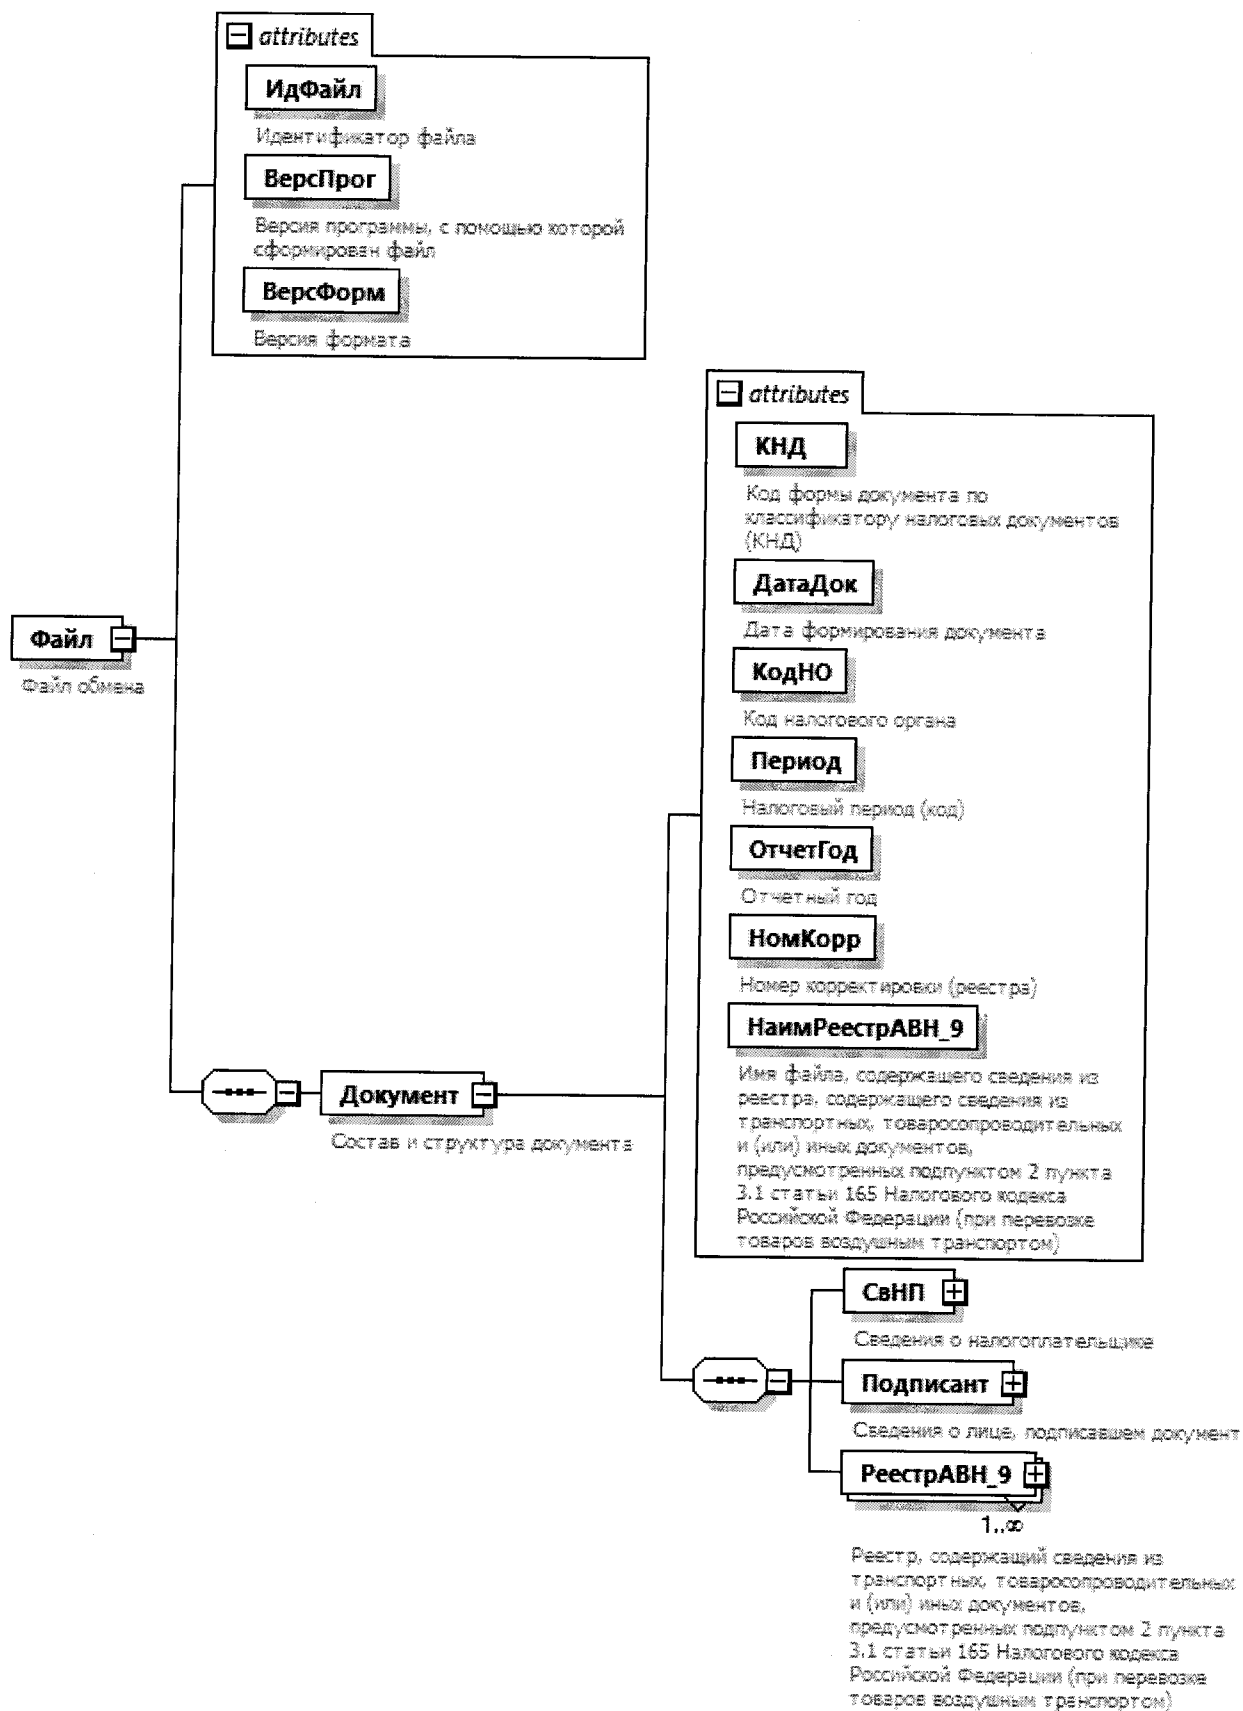 attributes
ИдФайл
Идентификатор файла
ВерсПрог
Версия программы, с помощью которой
сформирован файл
ВерсФорм
Версия формата
Файл
Файл обмена
Документ
Состав и структура документа
attributes
КНД
Код формы документа по
классификатору налоговых документов
(КНД)
ДатаДок
Дата формирования документа
КодНО
Код налогового органа
Период
Налоговый период (код)
ОтчетГод
Отчетный год
НомКорр
Номер корректировки (реестра)
НаимРеестрАВН_9
Имя файла, содержащего сведения из
реестра, содержащего сведения из
транспортных, товаросопроводительных
и (или) иных документов,
предусмотренных подпунктом 2 пункта
3.1 статьи 165 Налогового кодекса
Российской Федерации (при перевозке
товаров воздушным транспортом)
СвНП
Сведения о налогоплательщике
Подписант
Сведения о лице, подписавшем документ
РеестрАВН_9
1..∞
Реестр, содержащий сведения из
транспортных, товаросопроводительных
и (или) иных документов,
предусмотренных подпунктом 2 пункта
3.1 статьи 165 Налогового кодекса
Российской Федерации (при перевозке
товаров воздушным транспортом)